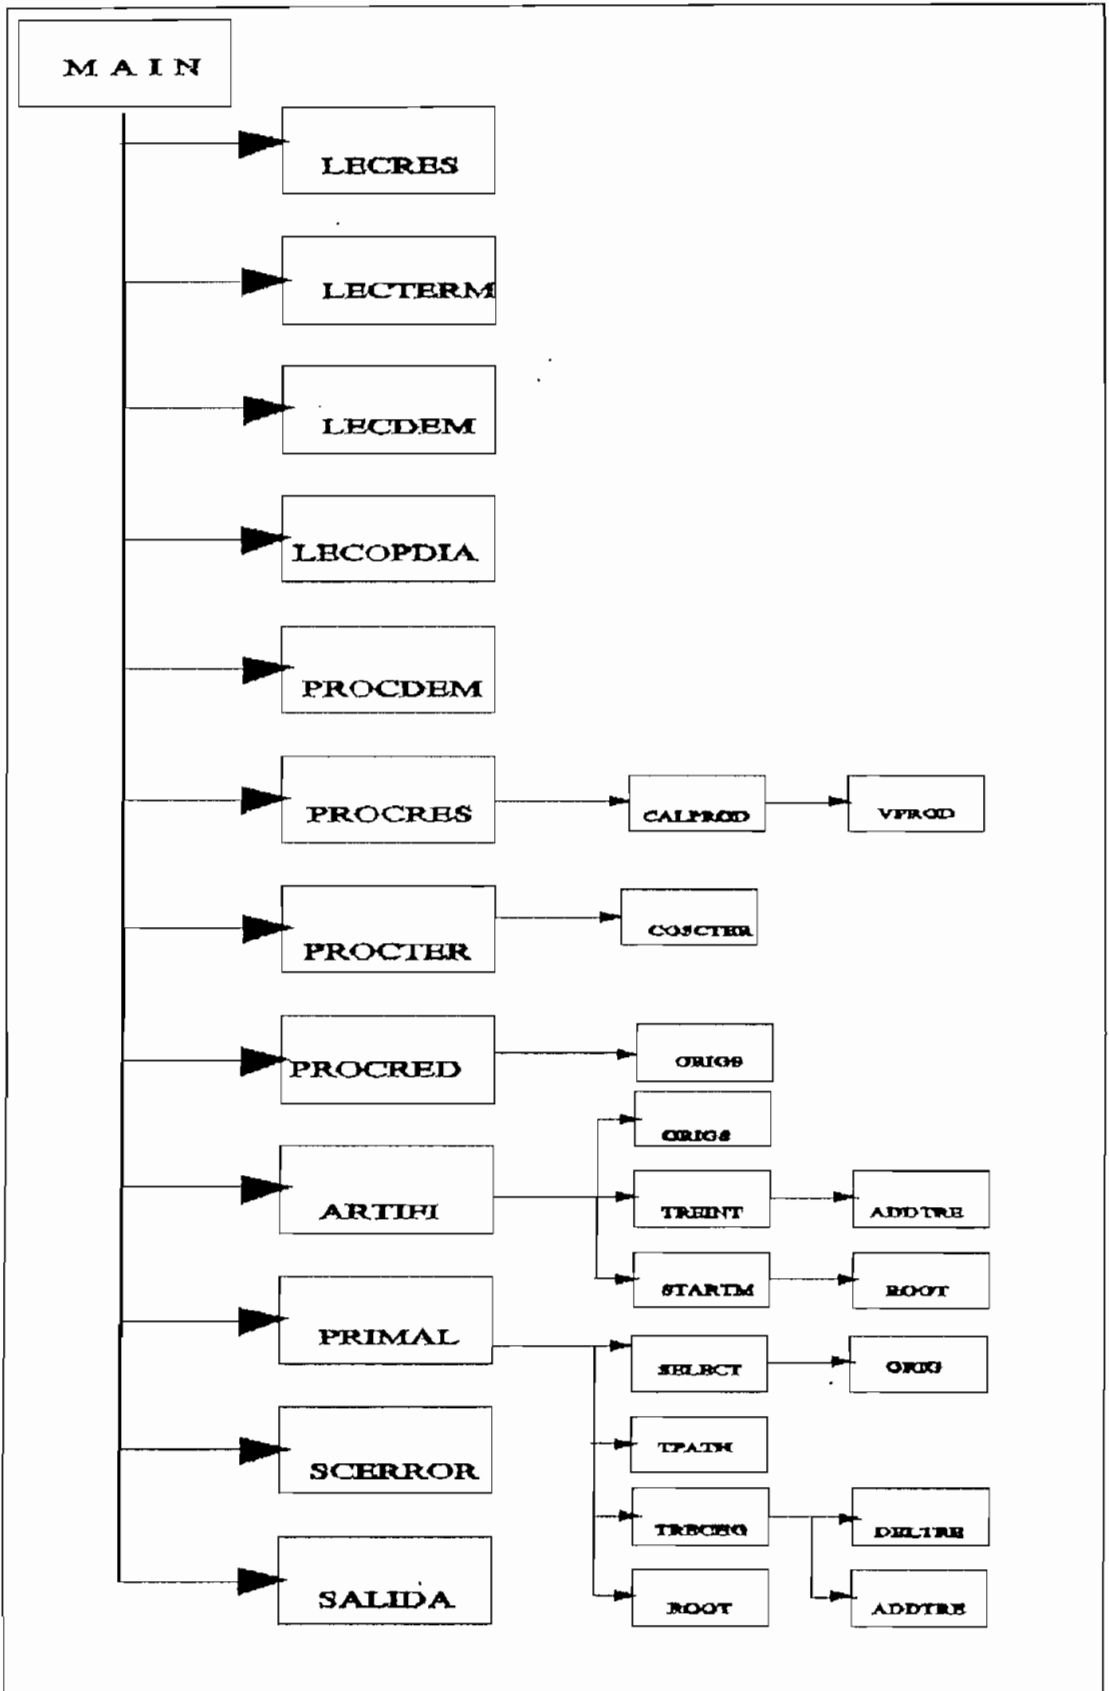 MAIN
LECRES
LECTERM
LECDEM
LECOPDIA
PROCDEM
PROCRES
CALPROD
VPROD
PROCTER
COSCTER
PROCRED
ORIGS
ORIGS
ARTIFI
TREINT
ADDTRE
STARTM
ROOT
PRIMAL
SELECT
ORIG
TPATH
SCERROR
TRECHG
DELTRE
SALIDA
ROOT
ADDTRE